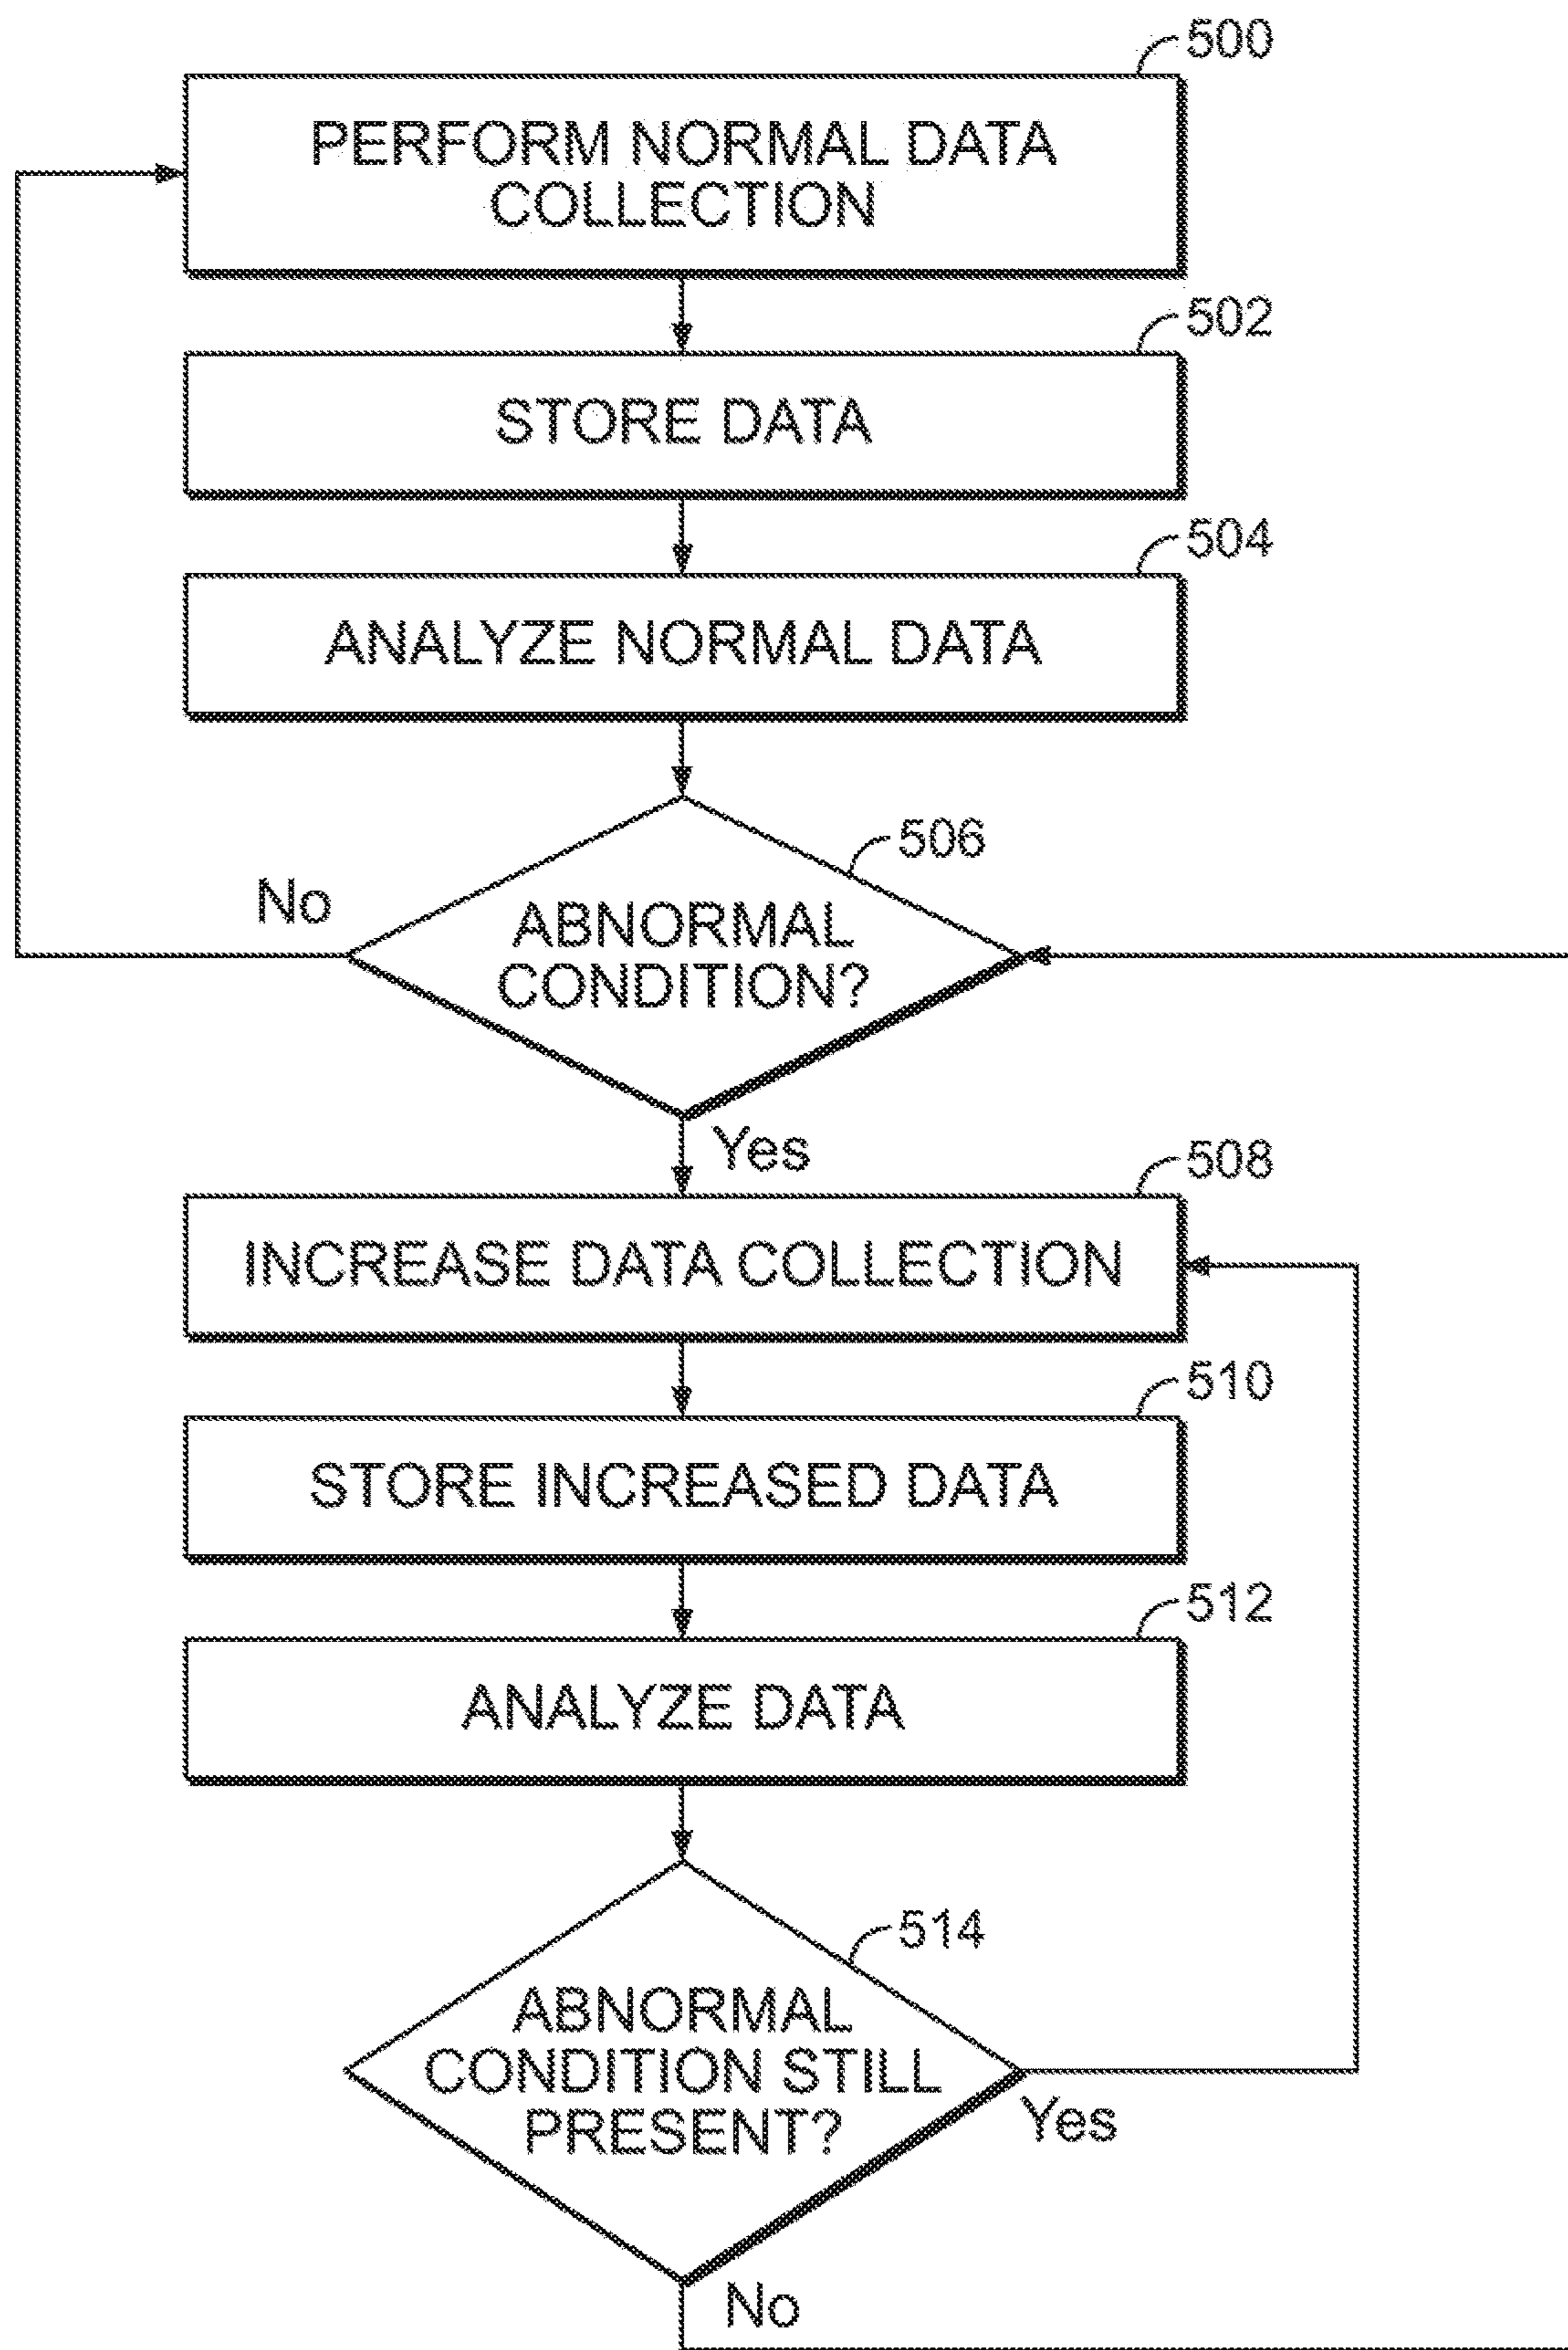 500
PERFORM NORMAL DATA
COLLECTION
502
STORE DATA
504
ANALYZE NORMAL DATA
506
No
ABNORMAL
CONDITION?
Yes
508
INCREASE DATA COLLECTION
510
STORE INCREASED DATA
512
ANALYZE DATA
514
ABNORMAL
CONDITION STILL
PRESENT?
Yes
No